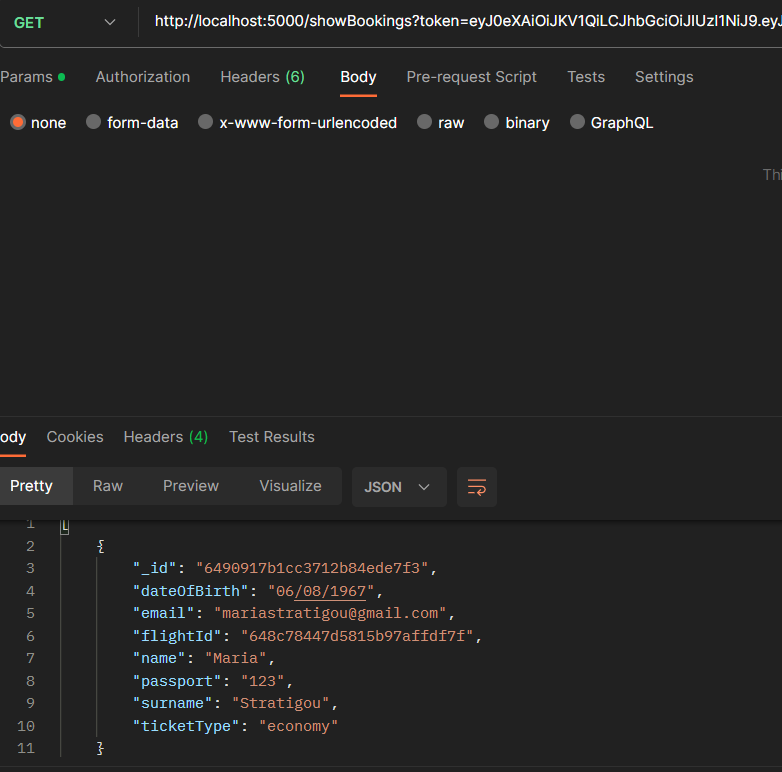 GET http://localhost:5000/showBookings?token=eyJ0eXAiOiJKV1QiLCJhbGciOiJIUzI1NiJ9.eyJ
Params Authorization Headers (6) Body Pre-request Script Tests Settings
none form-data x-www-form-urlencoded raw binary GraphQL
Thi
ody Cookies Headers (4) Test Results
Pretty Raw Preview Visualize JSON
1 [
2 {
3 "_id": "6490917b1cc3712b84ede7f3",
4 "dateOfBirth": "06/08/1967",
5 "email": "mariastratigou@gmail.com",
6 "flightId": "648c78447d5815b97affdf7f",
7 "name": "Maria",
8 "passport": "123",
9 "surname": "Stratigou",
10 "ticketType": "economy"
11 }